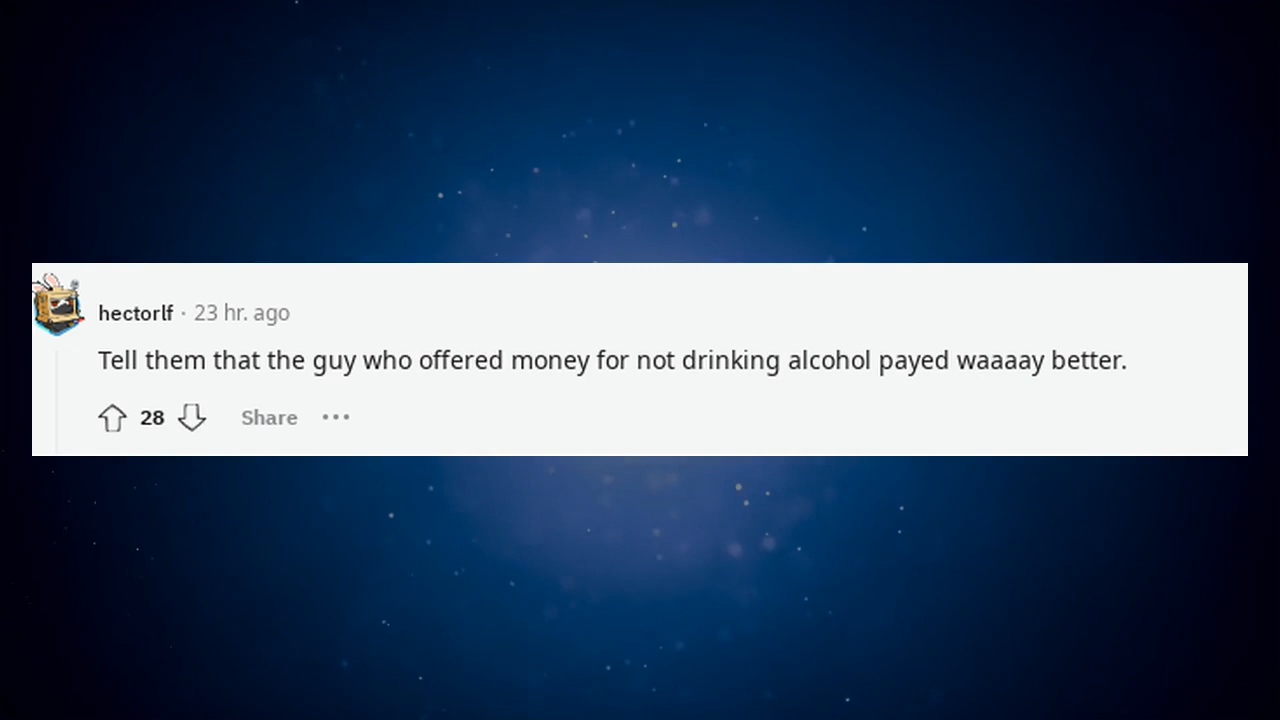 hectorlf · 23 hr. ago
Tell them that the guy who offered money for not drinking alcohol payed waaaay better.
28 Share